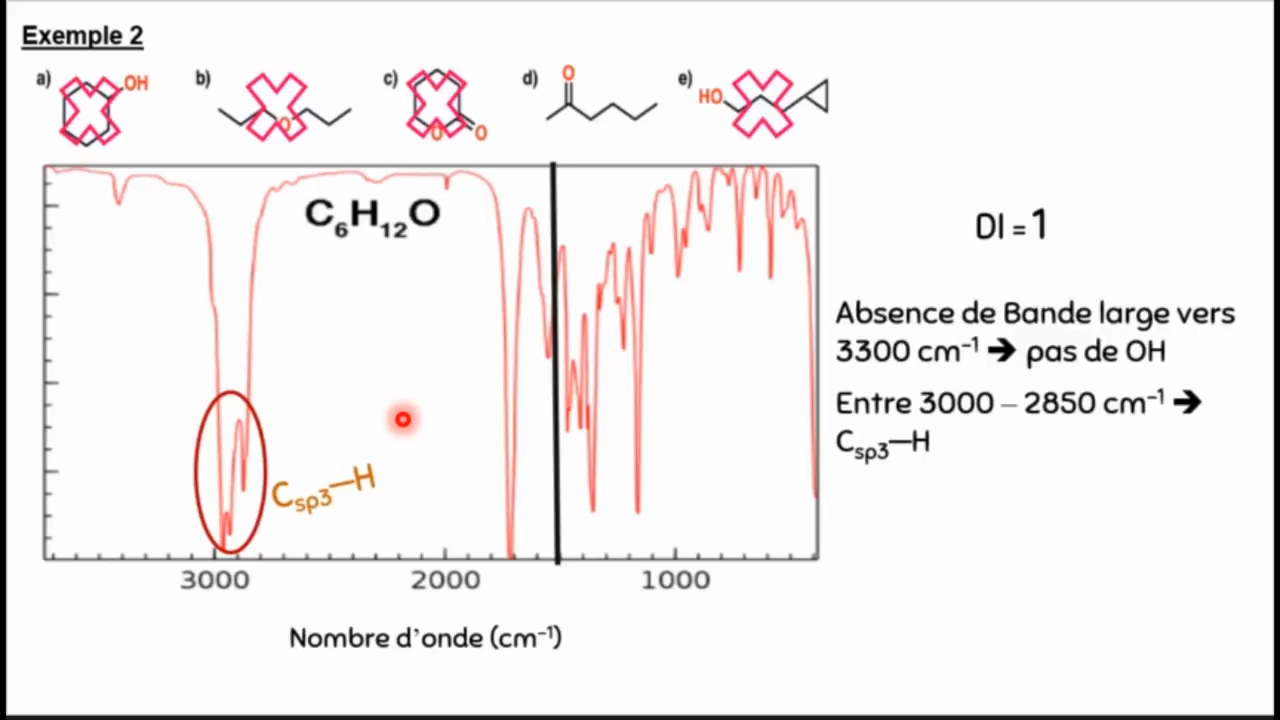 Exemple 2
a) b) c) d) e)
OH O O O O HO
C₆H₁₂O
DI = 1
Absence de Bande large vers
3300 cm⁻¹ ➔ pas de OH
Entre 3000 – 2850 cm⁻¹ ➔
Csp3—H
Csp3—H
3000 2000 1000
Nombre d'onde (cm⁻¹)